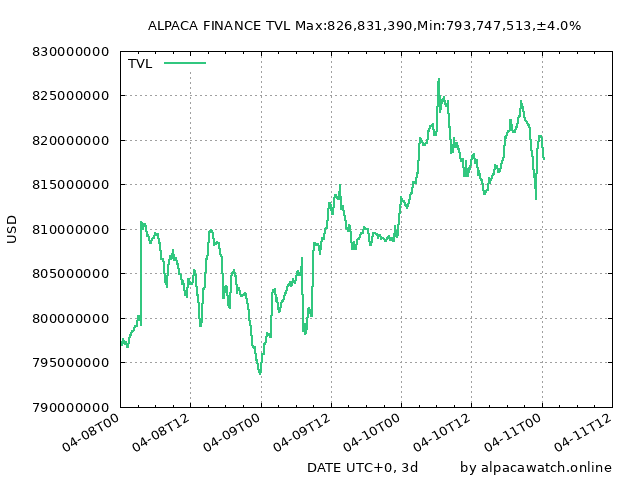 ALPACA FINANCE TVL Max:826,831,390,Min:793,747,513,±4.0%
830000000
TVL
825000000
820000000
815000000
810000000
805000000
800000000
795000000
790000000
USD
04-08T00
04-08T12
04-09T00
04-09T12
04-10T00
04-10T12
04-11T00
04-11T12
DATE UTC+0, 3d
by alpacawatch.online